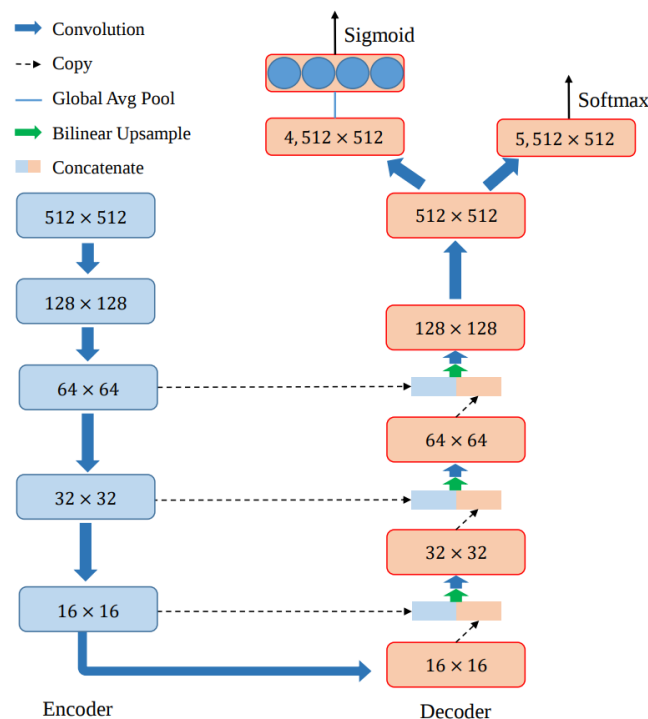 Convolution
Copy
Global Avg Pool
Bilinear Upsample
Concatenate
512 × 512
128 × 128
64 × 64
32 × 32
16 × 16
Encoder
Sigmoid
4, 512 × 512
Softmax
5, 512 × 512
512 × 512
128 × 128
64 × 64
32 × 32
16 × 16
Decoder